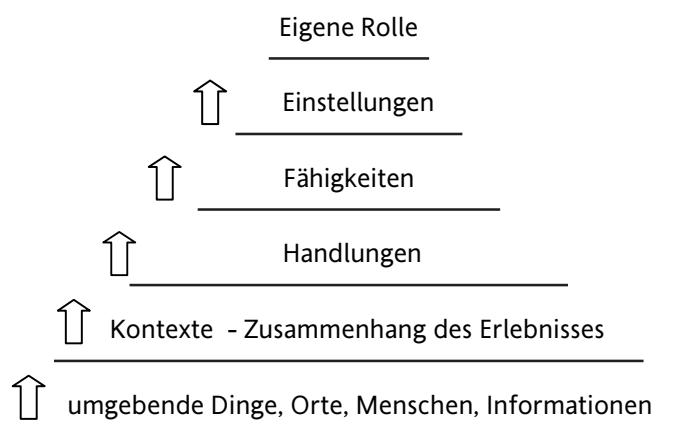 Eigene Rolle
Einstellungen
Fähigkeiten
Handlungen
Kontexte - Zusammenhang des Erlebnisses
umgebende Dinge, Orte, Menschen, Informationen